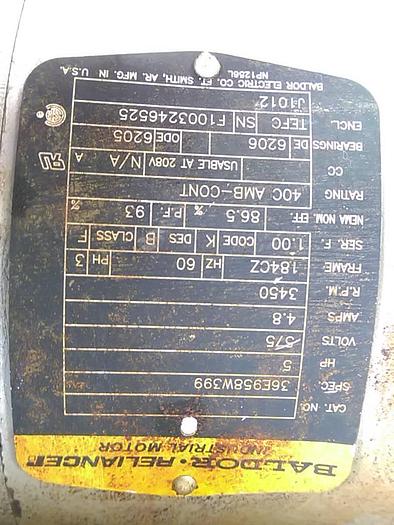 BALDOR · RELIANCER
INDUSTRIAL MOTOR
CAT. NO.
SPEC. 36E958W399
HP 5
VOLTS 575
AMPS 4.8
R.P.M. 3450
FRAME 184CZ HZ 60 PH 3
SER. F. 1.00 CODE K DES B CLASS F
NEMA NOM. EFF. 86.5 % P.F. 93 %
RATING 40C AMB-CONT
CC USABLE AT 208V N/A A
BEARINGS DE 6206 ODE 6205
ENCL. TEFC SN F1003246525
J1012
BALDOR ELECTRIC CO. FT. SMITH, AR. MFG. IN U.S.A.
NP1256L